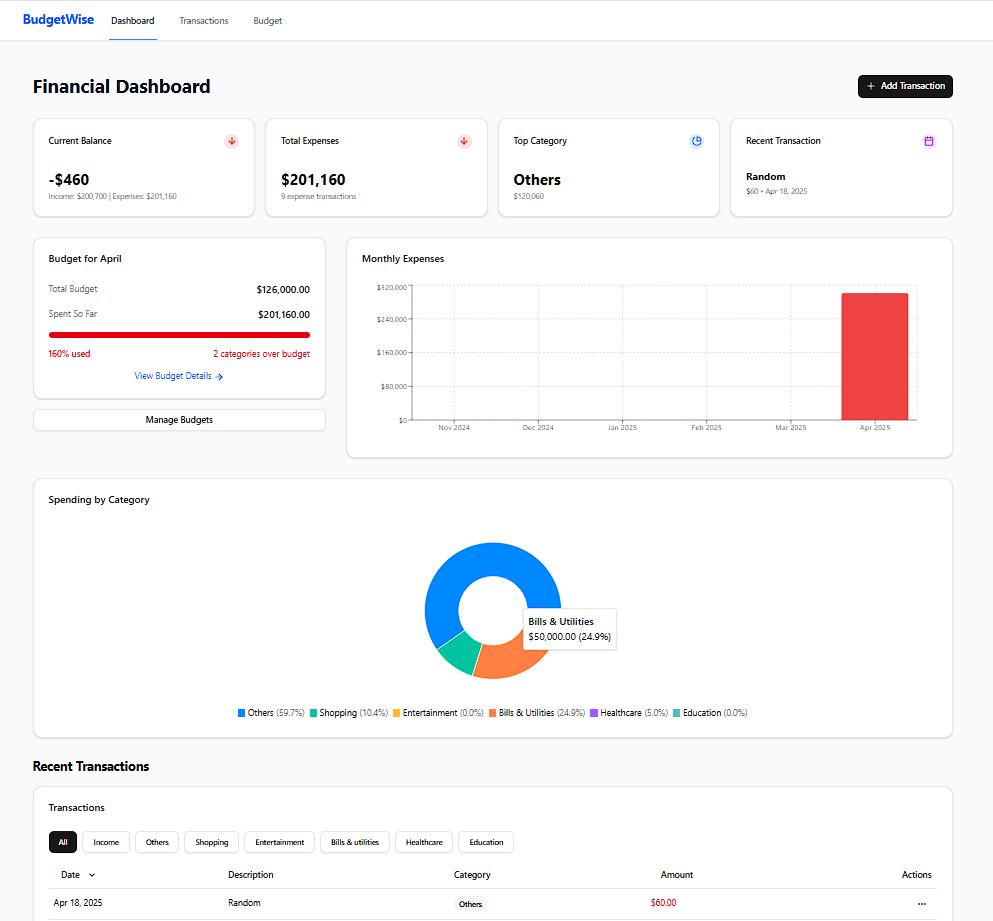 BudgetWise Dashboard Transactions Budget
Financial Dashboard
+ Add Transaction
Current Balance
-$460
Income: $200,700 | Expenses: $201,160
Total Expenses
$201,160
9 expense transactions
Top Category
Others
$120,060
Recent Transaction
Random
$60 • Apr 18, 2025
Budget for April
Total Budget $126,000.00
Spent So Far $201,160.00
160% used 2 categories over budget
View Budget Details →
Manage Budgets
Monthly Expenses
$320,000
$240,000
$160,000
$80,000
$0
Nov 2024 Dec 2024 Jan 2025 Feb 2025 Mar 2025 Apr 2025
Spending by Category
Bills & Utilities
$50,000.00 (24.9%)
Others (59.7%) Shopping (10.4%) Entertainment (0.0%) Bills & Utilities (24.9%) Healthcare (5.0%) Education (0.0%)
Recent Transactions
Transactions
All Income Others Shopping Entertainment Bills & utilities Healthcare Education
Date Description Category Amount Actions
Apr 18, 2025 Random Others $60.00 ...